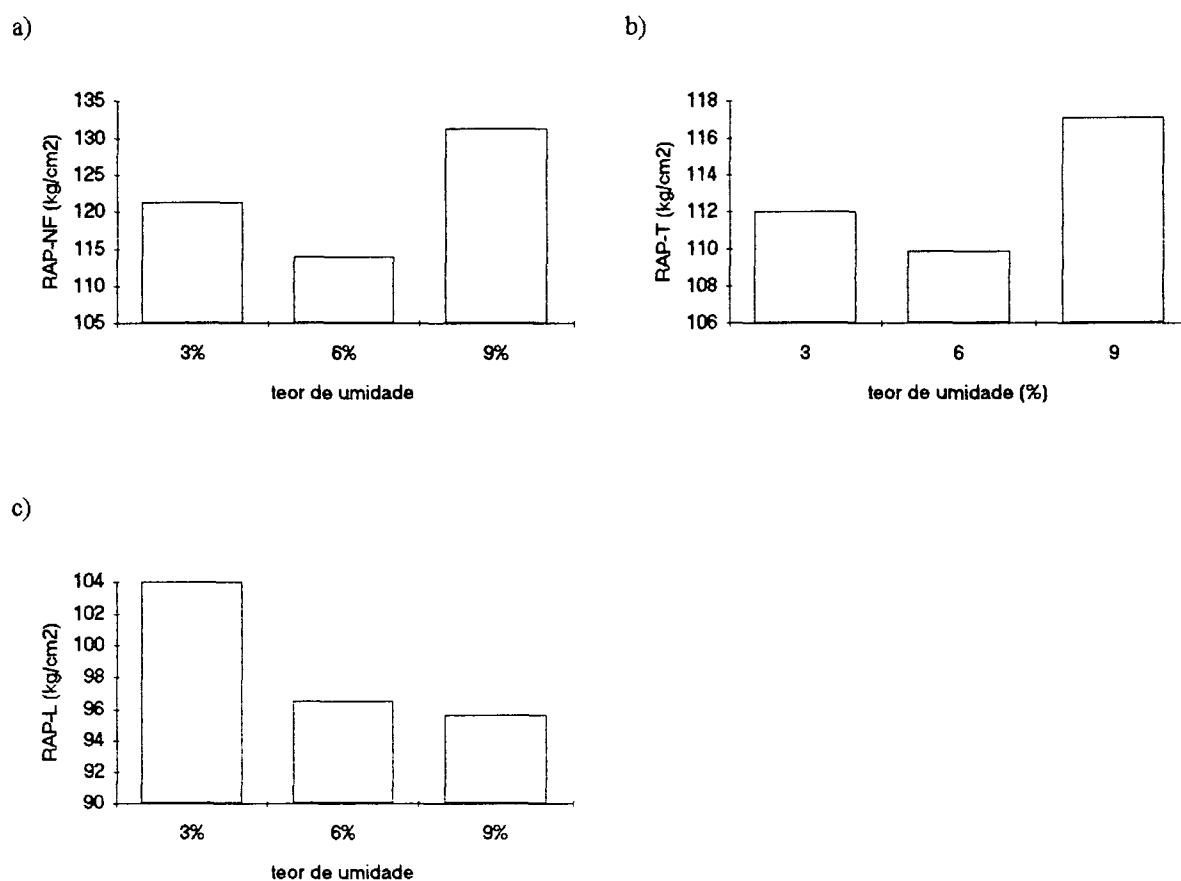 a)
RAP-NF (kg/cm2)
135
130
125
120
115
110
105
3% 6% 9%
teor de umidade
b)
RAP-T (kg/cm2)
118
116
114
112
110
108
106
3 6 9
teor de umidade (%)
c)
RAP-L (kg/cm2)
104
102
100
98
96
94
92
90
3% 6% 9%
teor de umidade